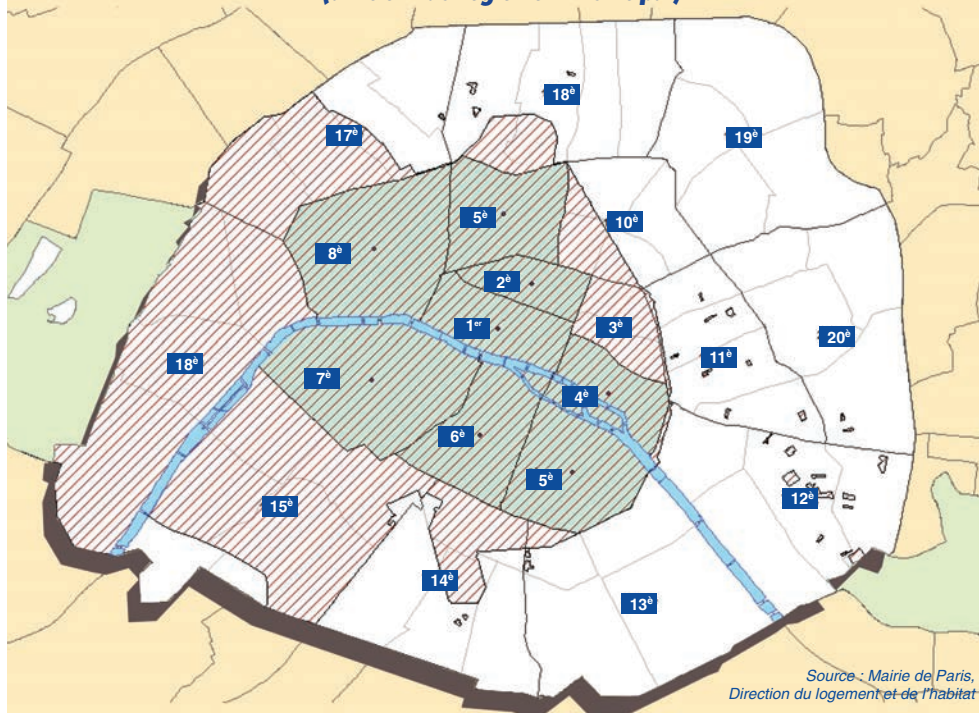 18è
17è
19è
5è
10è
8è
2è
1er
3è
20è
11è
18è
7è
4è
6è
5è
12è
15è
14è
13è
Source : Mairie de Paris,
Direction du logement et de l'habitat